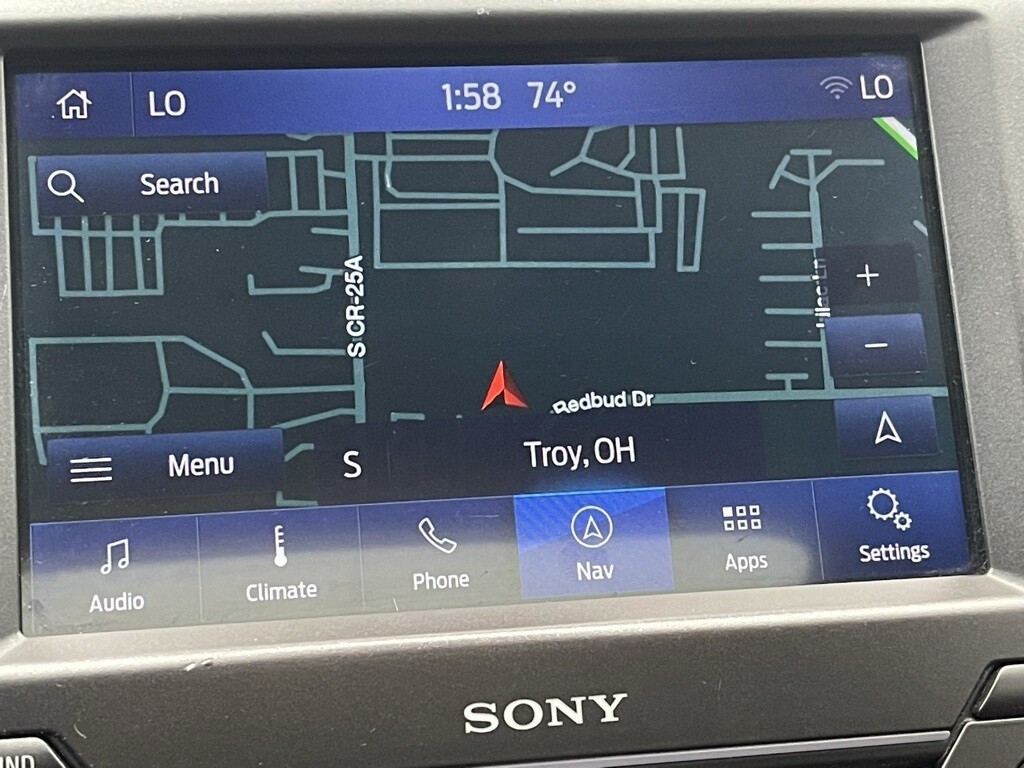 LO
1:58 74°
LO
Search
S CR-25A
Redbud Dr
Menu
S
Troy, OH
Audio
Climate
Phone
Nav
Apps
Settings
SONY